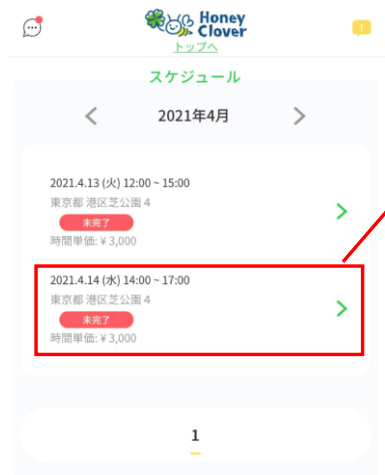 Honey
Clover
トップへ
スケジュール
2021年4月
2021.4.13 (火) 12:00 ~ 15:00
東京都 港区芝公園 4
未完了
時間単価: ¥ 3,000
2021.4.14 (水) 14:00 ~ 17:00
東京都 港区芝公園 4
未完了
時間単価: ¥ 3,000
1